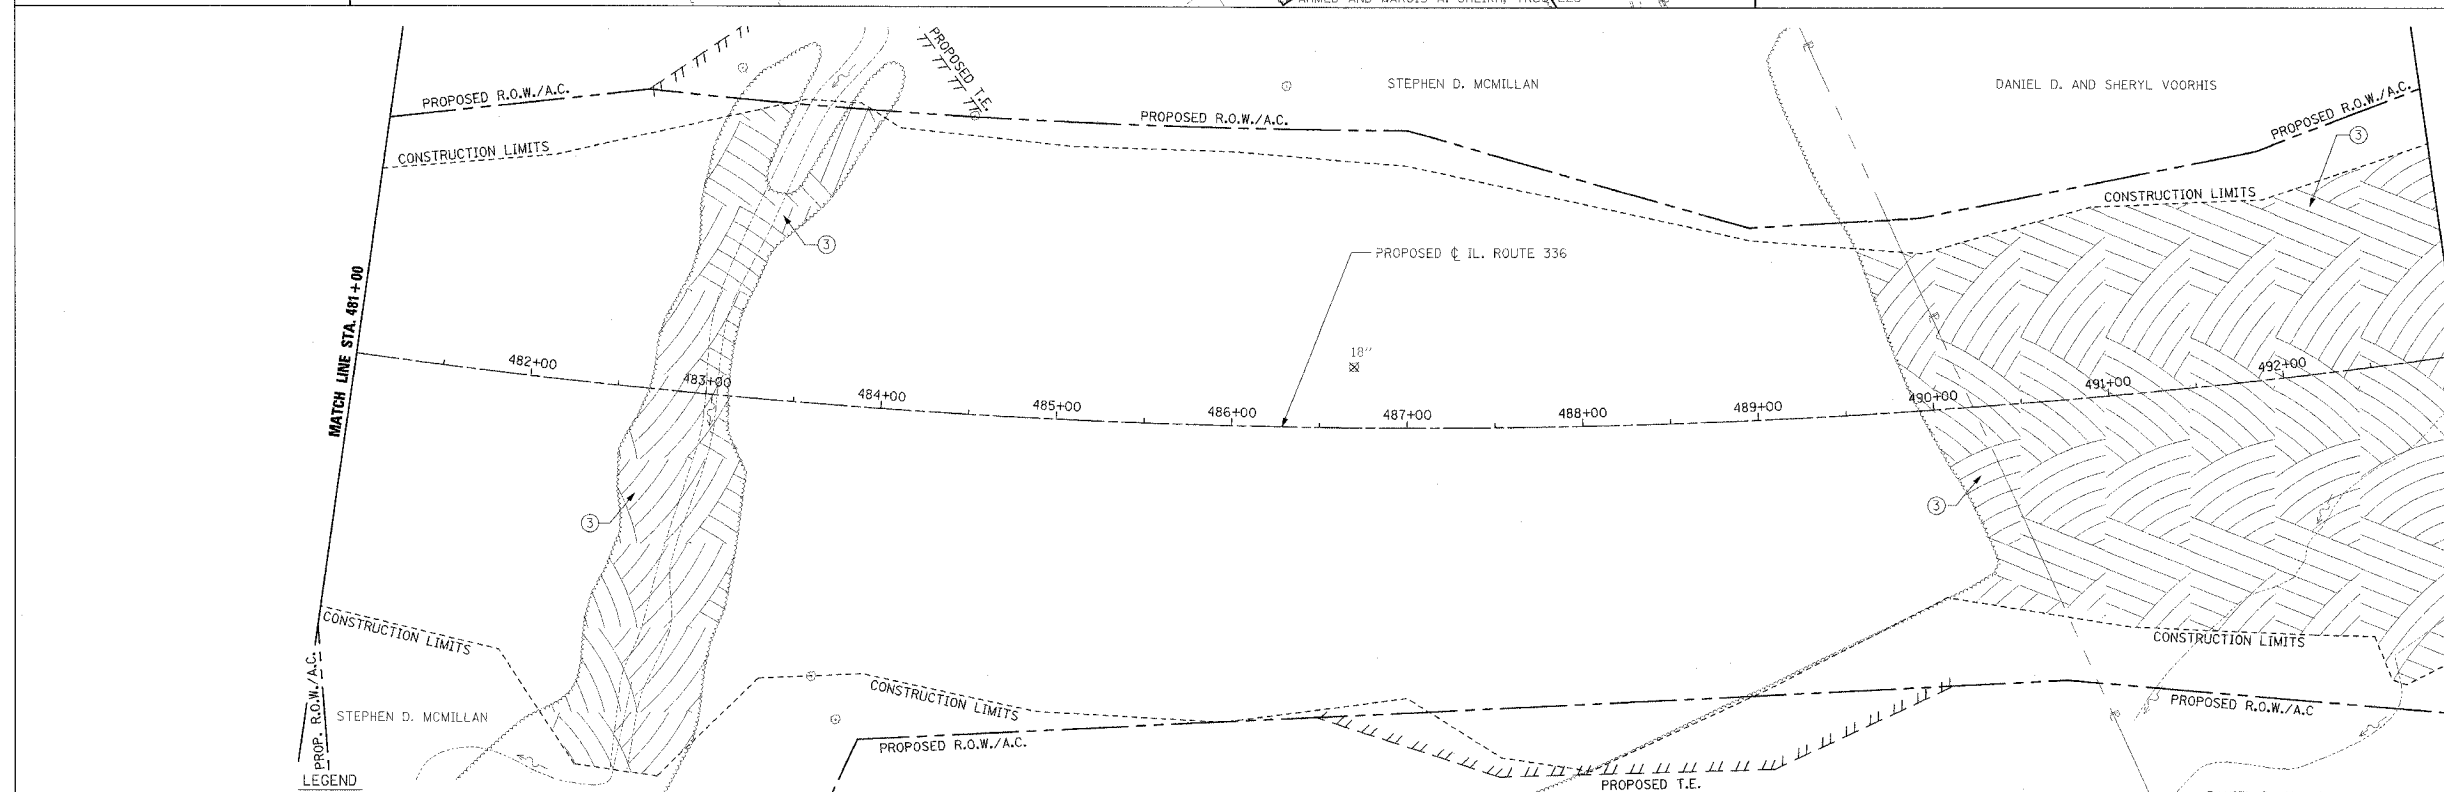 PROPOSED T.E.
STEPHEN D. MCMILLAN
DANIEL D. AND SHERYL VOORHIS
PROPOSED R.O.W./A.C.
PROPOSED R.O.W./A.C.
PROPOSED R.O.W./A.C.
3
CONSTRUCTION LIMITS
CONSTRUCTION LIMITS
3
PROPOSED ℄ IL. ROUTE 336
MATCH LINE STA. 481+00
18"
482+00
483+00
484+00
485+00
486+00
487+00
488+00
489+00
490+00
491+00
492+00
3
3
CONSTRUCTION LIMITS
CONSTRUCTION LIMITS
PROP. R.O.W./A.C.
STEPHEN D. MCMILLAN
CONSTRUCTION LIMITS
PROPOSED R.O.W./A.C
PROPOSED R.O.W./A.C.
LEGEND
PROPOSED T.E.